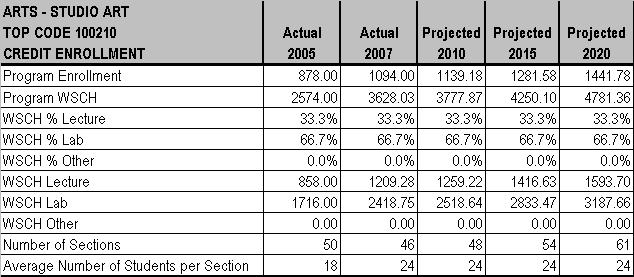 ARTS - STUDIO ART
TOP CODE 100210 Actual Actual Projected Projected Projected
CREDIT ENROLLMENT 2005 2007 2010 2015 2020
Program Enrollment 878.00 1094.00 1139.18 1281.58 1441.78
Program WSCH 2574.00 3628.03 3777.87 4250.10 4781.36
WSCH % Lecture 33.3% 33.3% 33.3% 33.3% 33.3%
WSCH % Lab 66.7% 66.7% 66.7% 66.7% 66.7%
WSCH % Other 0.0% 0.0% 0.0% 0.0% 0.0%
WSCH Lecture 858.00 1209.28 1259.22 1416.63 1593.70
WSCH Lab 1716.00 2418.75 2518.64 2833.47 3187.66
WSCH Other 0.00 0.00 0.00 0.00 0.00
Number of Sections 50 46 48 54 61
Average Number of Students per Section 18 24 24 24 24